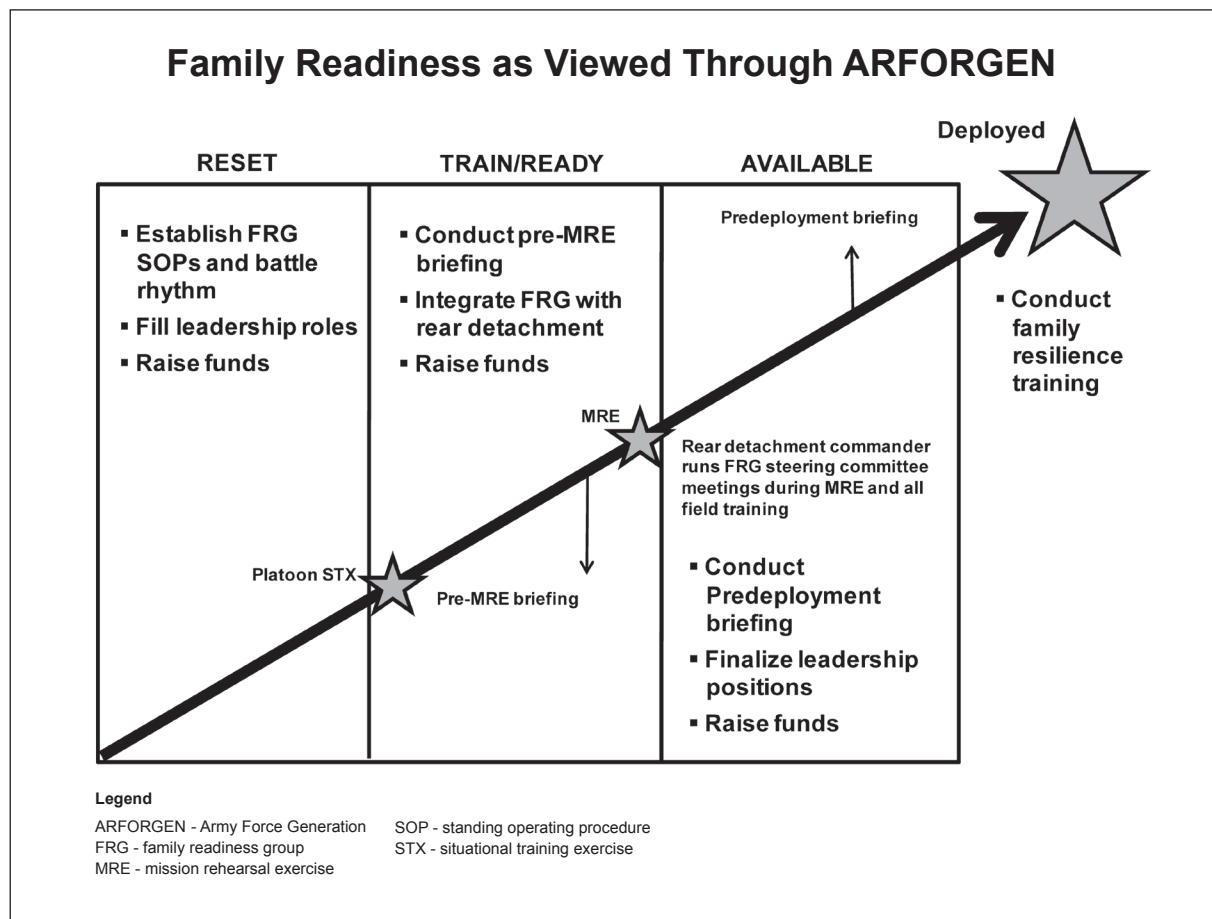 Family Readiness as Viewed Through ARFORGEN
Deployed
RESET
TRAIN/READY
AVAILABLE
▪ Establish FRG
SOPs and battle
rhythm
▪ Fill leadership roles
▪ Raise funds
▪ Conduct pre-MRE
briefing
▪ Integrate FRG with
rear detachment
▪ Raise funds
Predeployment briefing
▪ Conduct
family
resilience
training
MRE
Rear detachment commander
runs FRG steering committee
meetings during MRE and all
field training
Platoon STX
Pre-MRE briefing
▪ Conduct
Predeployment
briefing
▪ Finalize leadership
positions
▪ Raise funds
Legend
ARFORGEN - Army Force Generation
FRG - family readiness group
MRE - mission rehearsal exercise
SOP - standing operating procedure
STX - situational training exercise